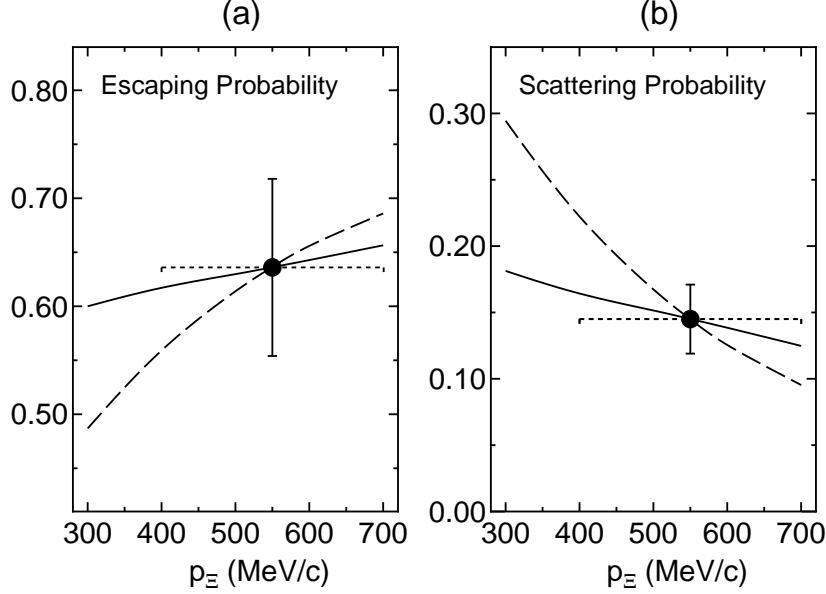 (a)
Escaping Probability
0.80
0.70
0.60
0.50
300 400 500 600 700
p_Ξ (MeV/c)
(b)
Scattering Probability
0.30
0.20
0.10
0.00
300 400 500 600 700
p_Ξ (MeV/c)